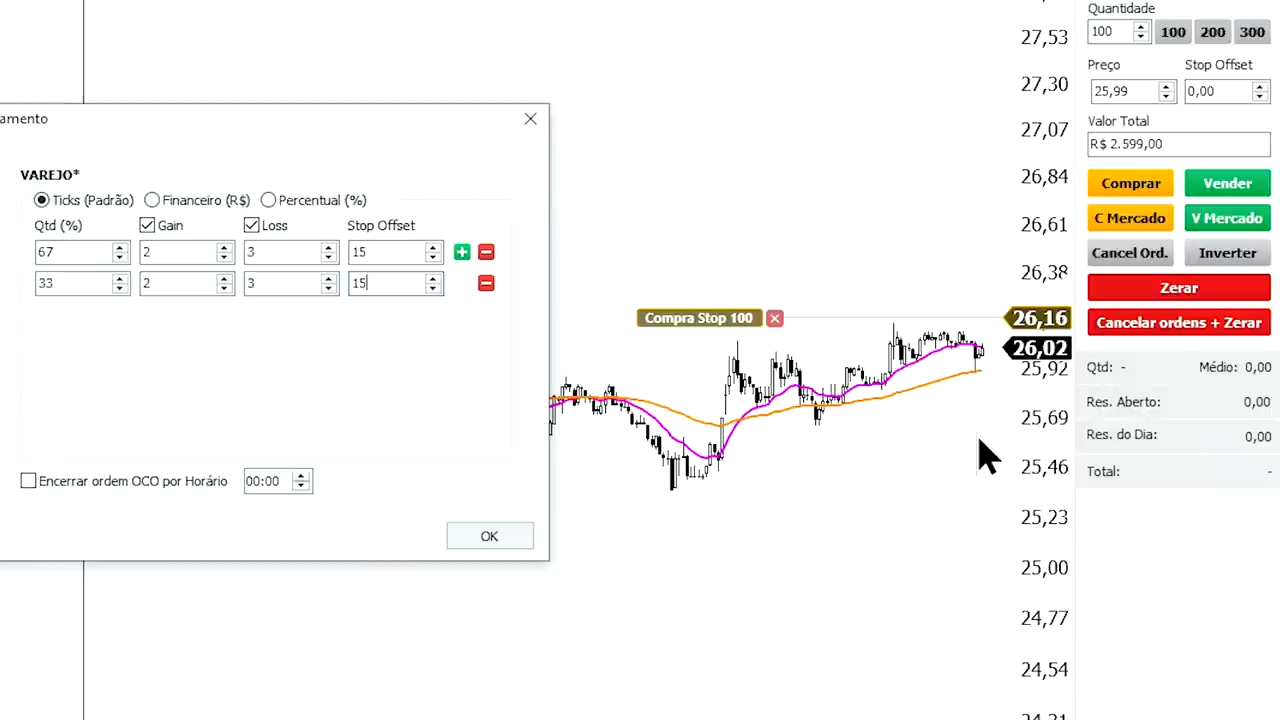 amento
VAREJO*
Ticks (Padrão) Financeiro (R$) Percentual (%)
Qtd (%) Gain Loss Stop Offset
67 2 3 15
33 2 3 15
Encerrar ordem OCO por Horário 00:00
OK
Compra Stop 100
27,53
27,30
27,07
26,84
26,61
26,38
26,16
26,02
25,92
25,69
25,46
25,23
25,00
24,77
24,54
Quantidade
100 100 200 300
Preço Stop Offset
25,99 0,00
Valor Total
R$ 2.599,00
Comprar Vender
C Mercado V Mercado
Cancel Ord. Inverter
Zerar
Cancelar ordens + Zerar
Qtd: - Médio: 0,00
Res. Aberto: 0,00
Res. do Dia: 0,00
Total: -